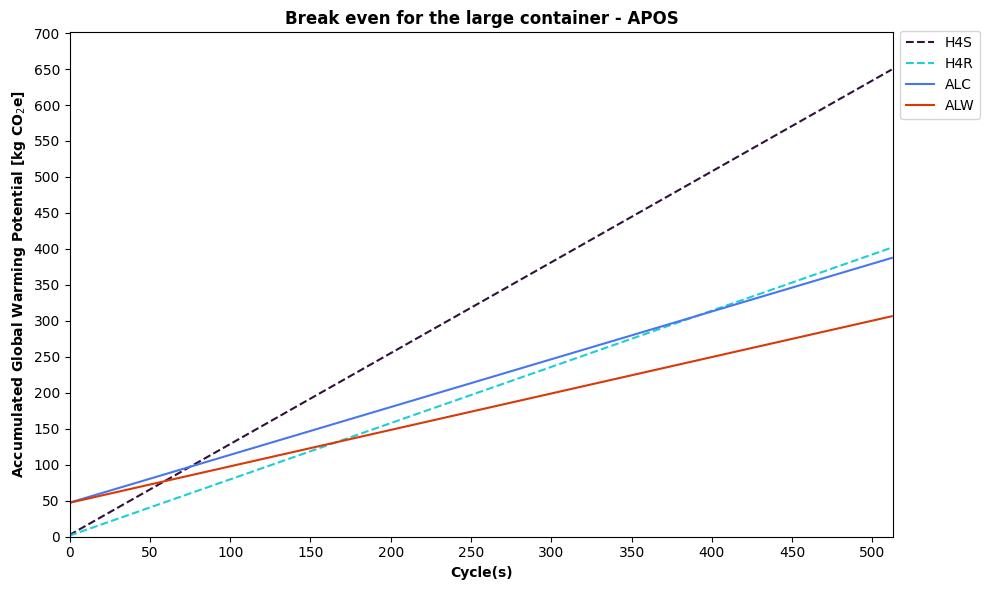 Break even for the large container - APOS
Accumulated Global Warming Potential [kg CO₂e]
700
650
600
550
500
450
400
350
300
250
200
150
100
50
0
0 50 100 150 200 250 300 350 400 450 500
Cycle(s)
H4S
H4R
ALC
ALW